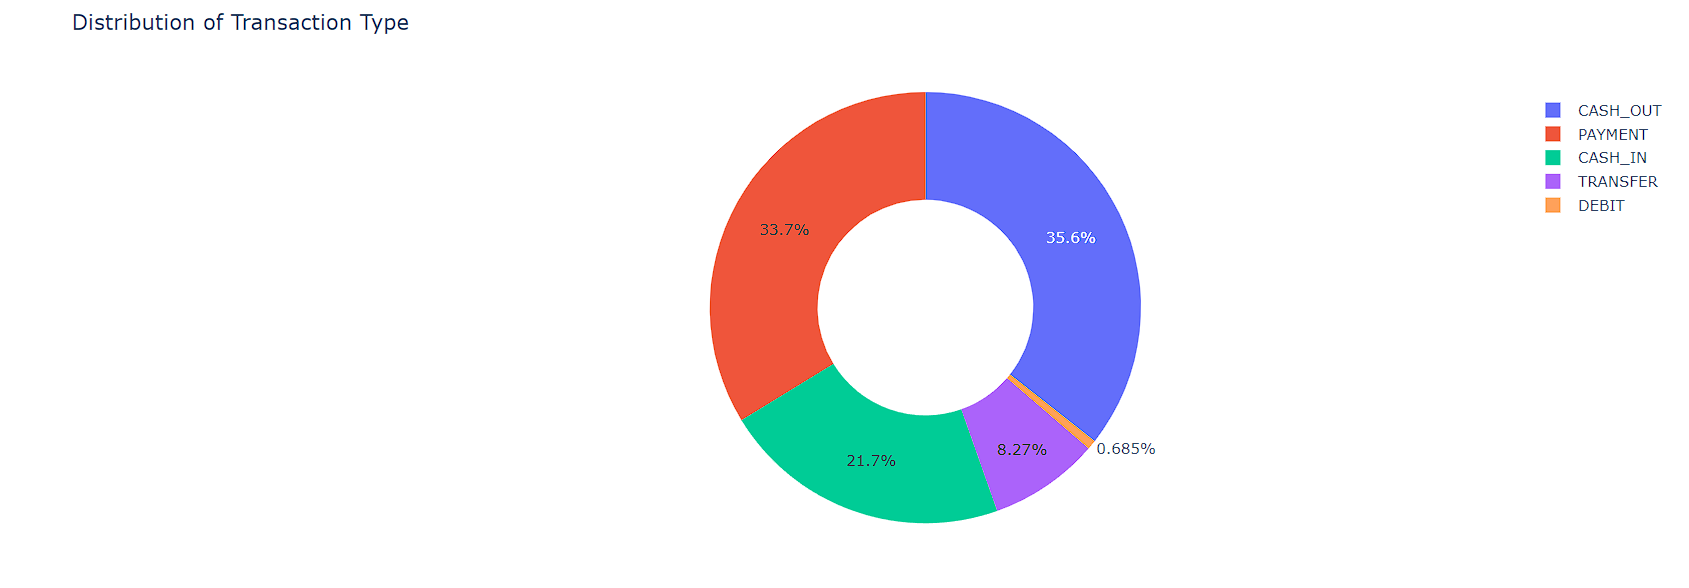 Distribution of Transaction Type
CASH_OUT
PAYMENT
CASH_IN
TRANSFER
DEBIT
33.7%
35.6%
21.7%
8.27%
0.685%